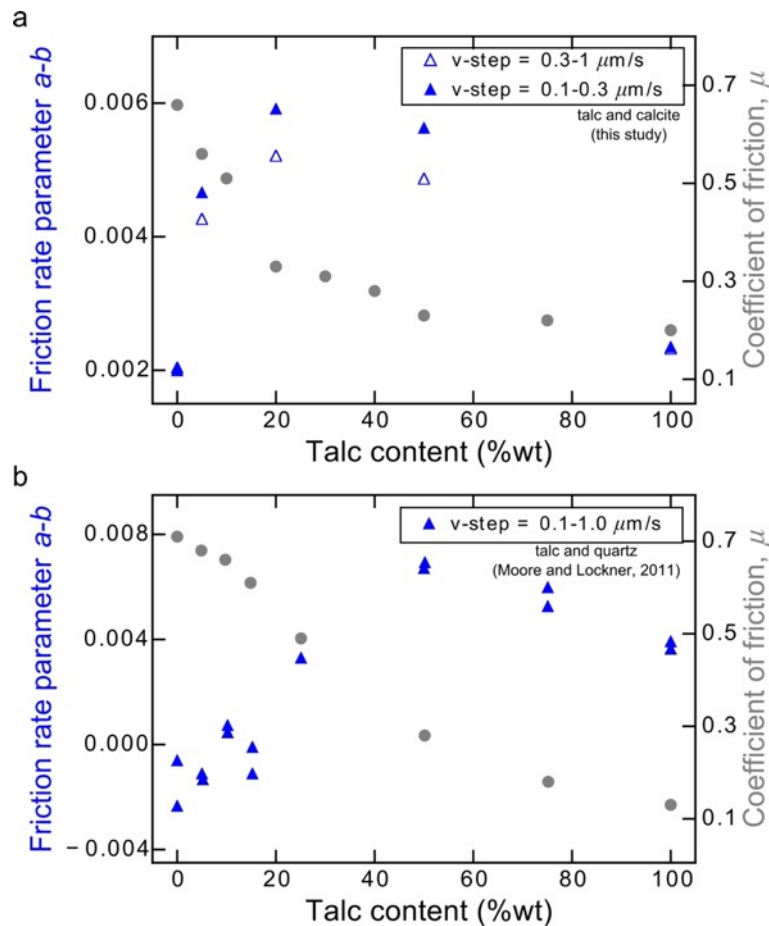 a
Friction rate parameter a-b
0.006
0.004
0.002
v-step = 0.3-1 μm/s
v-step = 0.1-0.3 μm/s
talc and calcite
(this study)
0.7
0.5
0.3
0.1
Coefficient of friction, μ
0 20 40 60 80 100
Talc content (%wt)
b
Friction rate parameter a-b
0.008
0.004
0.000
−0.004
v-step = 0.1-1.0 μm/s
talc and quartz
(Moore and Lockner, 2011)
0.7
0.5
0.3
0.1
Coefficient of friction, μ
0 20 40 60 80 100
Talc content (%wt)